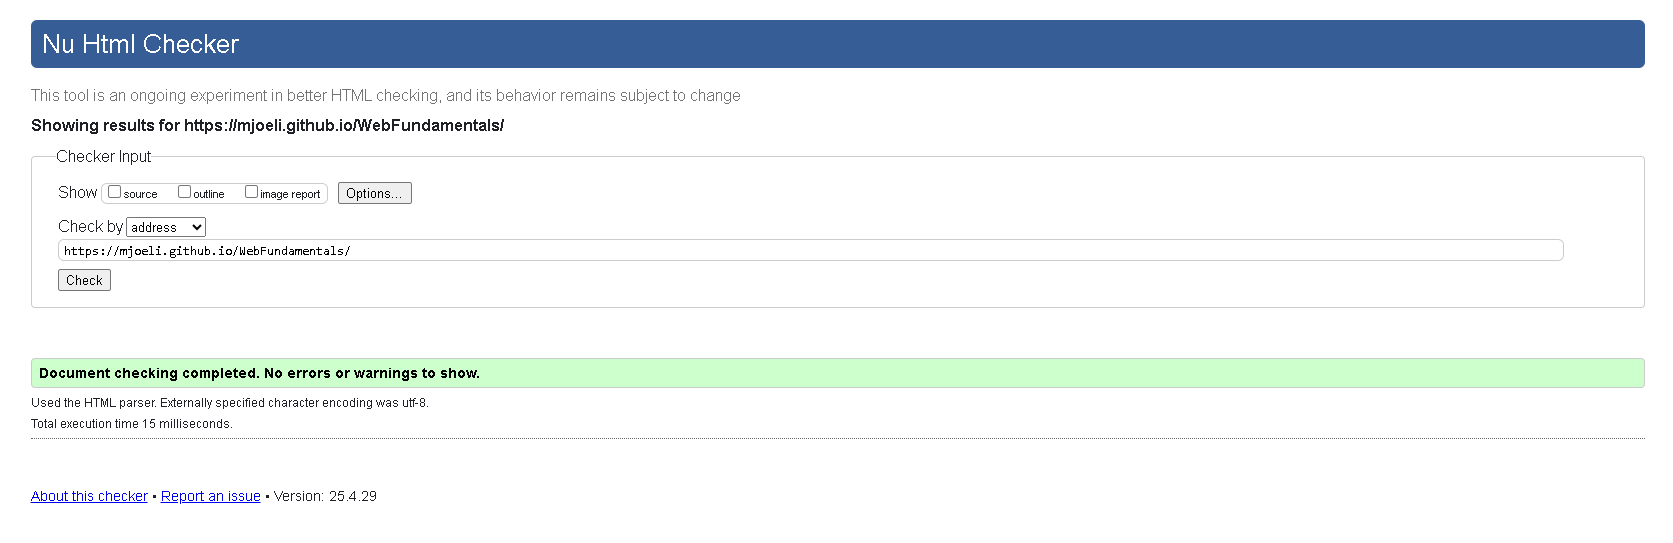 Nu Html Checker
This tool is an ongoing experiment in better HTML checking, and its behavior remains subject to change
Showing results for https://mjoeli.github.io/WebFundamentals/
Checker Input
Show source outline image report Options...
Check by address
https://mjoeli.github.io/WebFundamentals/
Check
Document checking completed. No errors or warnings to show.
Used the HTML parser. Externally specified character encoding was utf-8.
Total execution time 15 milliseconds.
About this checker • Report an issue • Version: 25.4.29